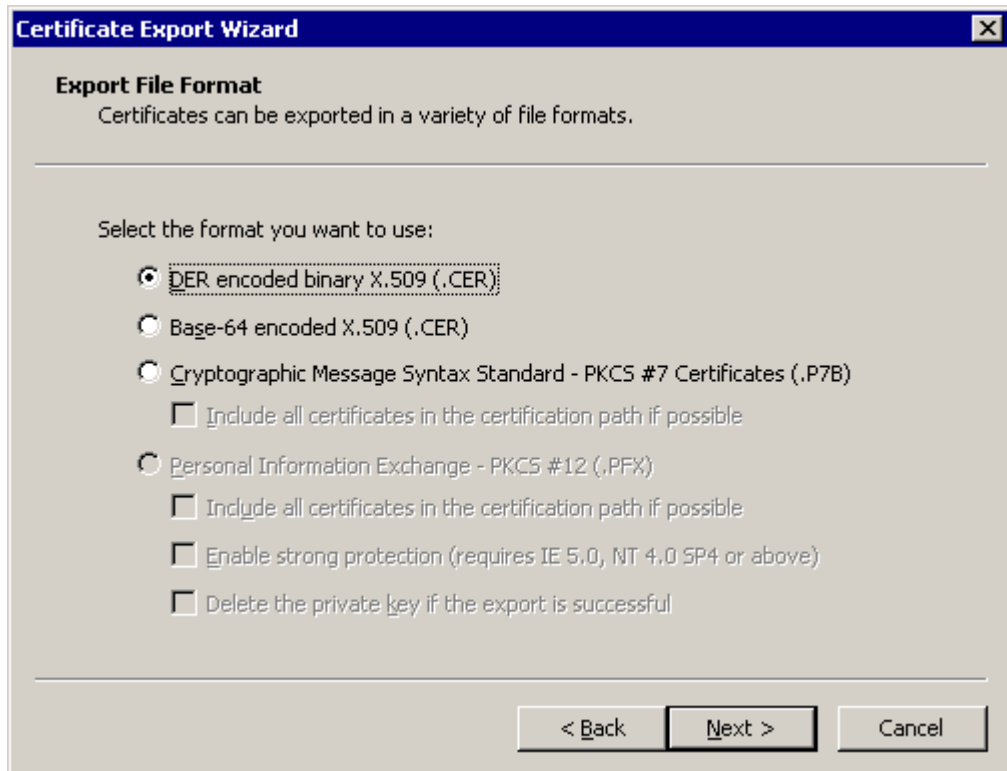 Certificate Export Wizard
Export File Format
Certificates can be exported in a variety of file formats.
Select the format you want to use:
DER encoded binary X.509 (.CER)
Base-64 encoded X.509 (.CER)
Cryptographic Message Syntax Standard - PKCS #7 Certificates (.P7B)
Include all certificates in the certification path if possible
Personal Information Exchange - PKCS #12 (.PFX)
Include all certificates in the certification path if possible
Enable strong protection (requires IE 5.0, NT 4.0 SP4 or above)
Delete the private key if the export is successful
< Back Next > Cancel